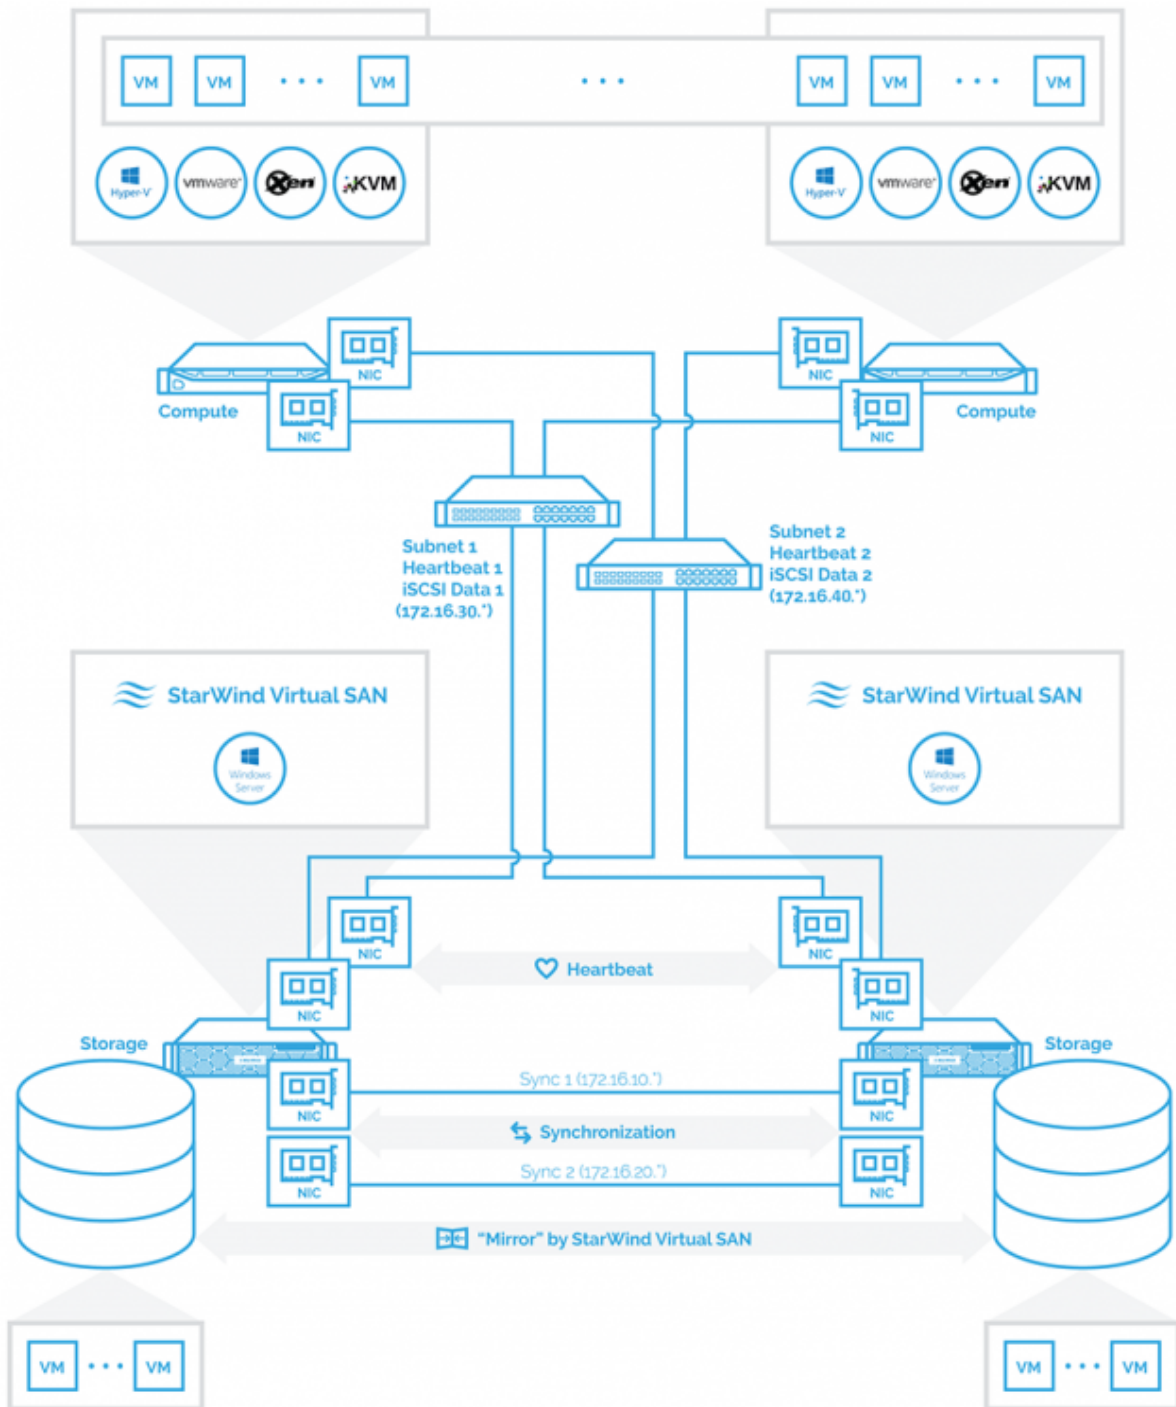 VM VM ··· VM ··· VM VM ··· VM
Hyper-V vmware Xen KVM
Hyper-V vmware Xen KVM
NIC
NIC
Compute
NIC
NIC
Compute
Subnet 1
Heartbeat 1
iSCSI Data 1
(172.16.30.*)
Subnet 2
Heartbeat 2
iSCSI Data 2
(172.16.40.*)
StarWind Virtual SAN
Windows
Server
StarWind Virtual SAN
Windows
Server
NIC
NIC
Heartbeat
NIC
NIC
Storage
Storage
Sync 1 (172.16.10.*)
NIC
NIC
Synchronization
Sync 2 (172.16.20.*)
NIC
NIC
"Mirror" by StarWind Virtual SAN
VM ··· VM
VM ··· VM